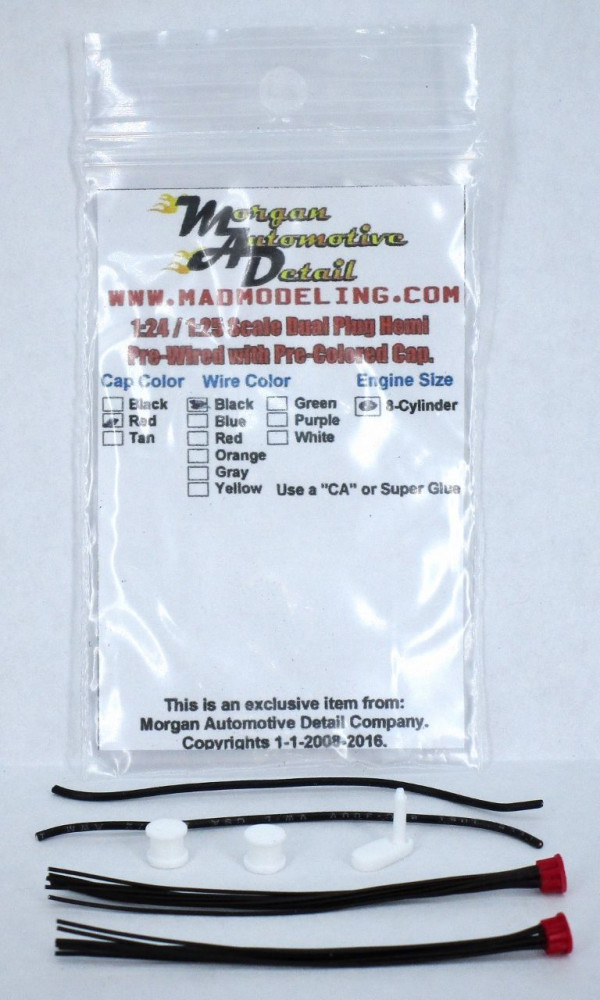 Morgan
Automotive
Detail
WWW.MADMODELING.COM
1:24 / 1:25 Scale Dual Plug Hemi
Pre-Wired with Pre-Colored Cap.
Cap Color Wire Color Engine Size
Black Black Green 8-Cylinder
Red Blue Purple
Tan Red White
Orange
Gray
Yellow Use a "CA" or Super Glue
This is an exclusive item from:
Morgan Automotive Detail Company.
Copyrights 1-1-2008-2016.